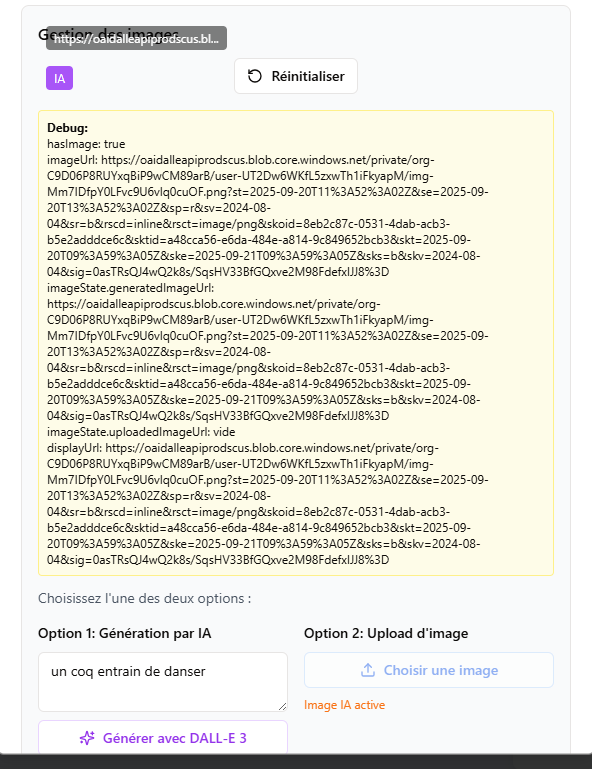 Gestion des images
https://oaidalleapiprodscus.bl...
IA
Réinitialiser
Debug:
hasImage: true
imageUrl: https://oaidalleapiprodscus.blob.core.windows.net/private/org-
C9D06P8RUYxqBiP9wCM89arB/user-UT2Dw6WKfL5zxwTh1iFkyapM/img-
Mm7IDfpY0LFvc9U6vIq0cuOF.png?st=2025-09-20T11%3A52%3A02Z&se=2025-09-
20T13%3A52%3A02Z&sp=r&sv=2024-08-
04&sr=b&rscd=inline&rsct=image/png&skoid=8eb2c87c-0531-4dab-acb3-
b5e2adddce6c&sktid=a48cca56-e6da-484e-a814-9c849652bcb3&skt=2025-09-
20T09%3A59%3A05Z&ske=2025-09-21T09%3A59%3A05Z&sks=b&skv=2024-08-
04&sig=0asTRsQJ4wQ2k8s/SqsHV33BfGQxve2M98FdefxIJJ8%3D
imageState.generatedImageUrl:
https://oaidalleapiprodscus.blob.core.windows.net/private/org-
C9D06P8RUYxqBiP9wCM89arB/user-UT2Dw6WKfL5zxwTh1iFkyapM/img-
Mm7IDfpY0LFvc9U6vIq0cuOF.png?st=2025-09-20T11%3A52%3A02Z&se=2025-09-
20T13%3A52%3A02Z&sp=r&sv=2024-08-
04&sr=b&rscd=inline&rsct=image/png&skoid=8eb2c87c-0531-4dab-acb3-
b5e2adddce6c&sktid=a48cca56-e6da-484e-a814-9c849652bcb3&skt=2025-09-
20T09%3A59%3A05Z&ske=2025-09-21T09%3A59%3A05Z&sks=b&skv=2024-08-
04&sig=0asTRsQJ4wQ2k8s/SqsHV33BfGQxve2M98FdefxIJJ8%3D
imageState.uploadedImageUrl: vide
displayUrl: https://oaidalleapiprodscus.blob.core.windows.net/private/org-
C9D06P8RUYxqBiP9wCM89arB/user-UT2Dw6WKfL5zxwTh1iFkyapM/img-
Mm7IDfpY0LFvc9U6vIq0cuOF.png?st=2025-09-20T11%3A52%3A02Z&se=2025-09-
20T13%3A52%3A02Z&sp=r&sv=2024-08-
04&sr=b&rscd=inline&rsct=image/png&skoid=8eb2c87c-0531-4dab-acb3-
b5e2adddce6c&sktid=a48cca56-e6da-484e-a814-9c849652bcb3&skt=2025-09-
20T09%3A59%3A05Z&ske=2025-09-21T09%3A59%3A05Z&sks=b&skv=2024-08-
04&sig=0asTRsQJ4wQ2k8s/SqsHV33BfGQxve2M98FdefxIJJ8%3D
Choisissez l'une des deux options :
Option 1: Génération par IA
un coq entrain de danser
Générer avec DALL-E 3
Option 2: Upload d'image
Choisir une image
Image IA active